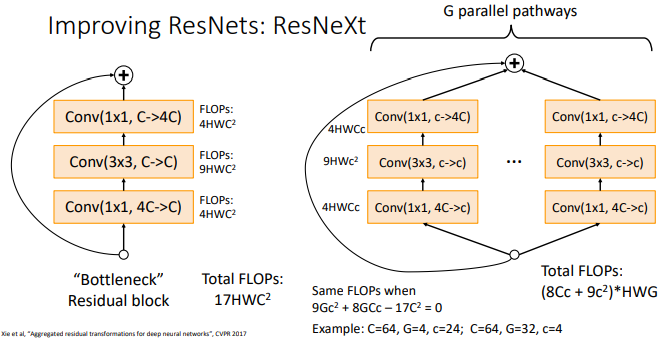 Improving ResNets: ResNeXt
G parallel pathways
+
Conv(1x1, C->4C)
FLOPs:
4HWC²
Conv(3x3, C->C)
FLOPs:
9HWC²
Conv(1x1, 4C->C)
FLOPs:
4HWC²
"Bottleneck"
Residual block
Total FLOPs:
17HWC²
+
4HWCc
Conv(1x1, c->4C)
Conv(1x1, c->4C)
9HWc²
Conv(3x3, c->c)
...
Conv(3x3, c->c)
4HWCc
Conv(1x1, 4C->c)
Conv(1x1, 4C->c)
Total FLOPs:
(8Cc + 9c²)*HWG
Same FLOPs when
9Gc² + 8GCc – 17C² = 0
Example: C=64, G=4, c=24; C=64, G=32, c=4
Xie et al, "Aggregated residual transformations for deep neural networks", CVPR 2017